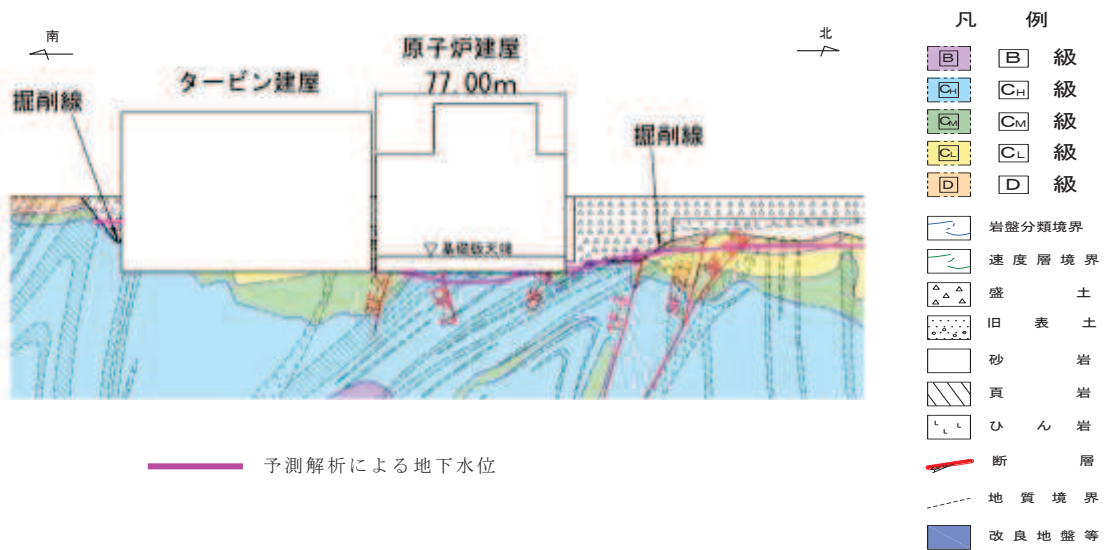 南
北
原子炉建屋
77.00m
タービン建屋
掘削線
掘削線
▽基礎版天端
予測解析による地下水位
凡 例
B B 級
CH CH 級
CM CM 級
CL CL 級
D D 級
岩盤分類境界
速度層境界
盛土
旧表土
砂岩
頁岩
ひん岩
断層
地質境界
改良地盤等